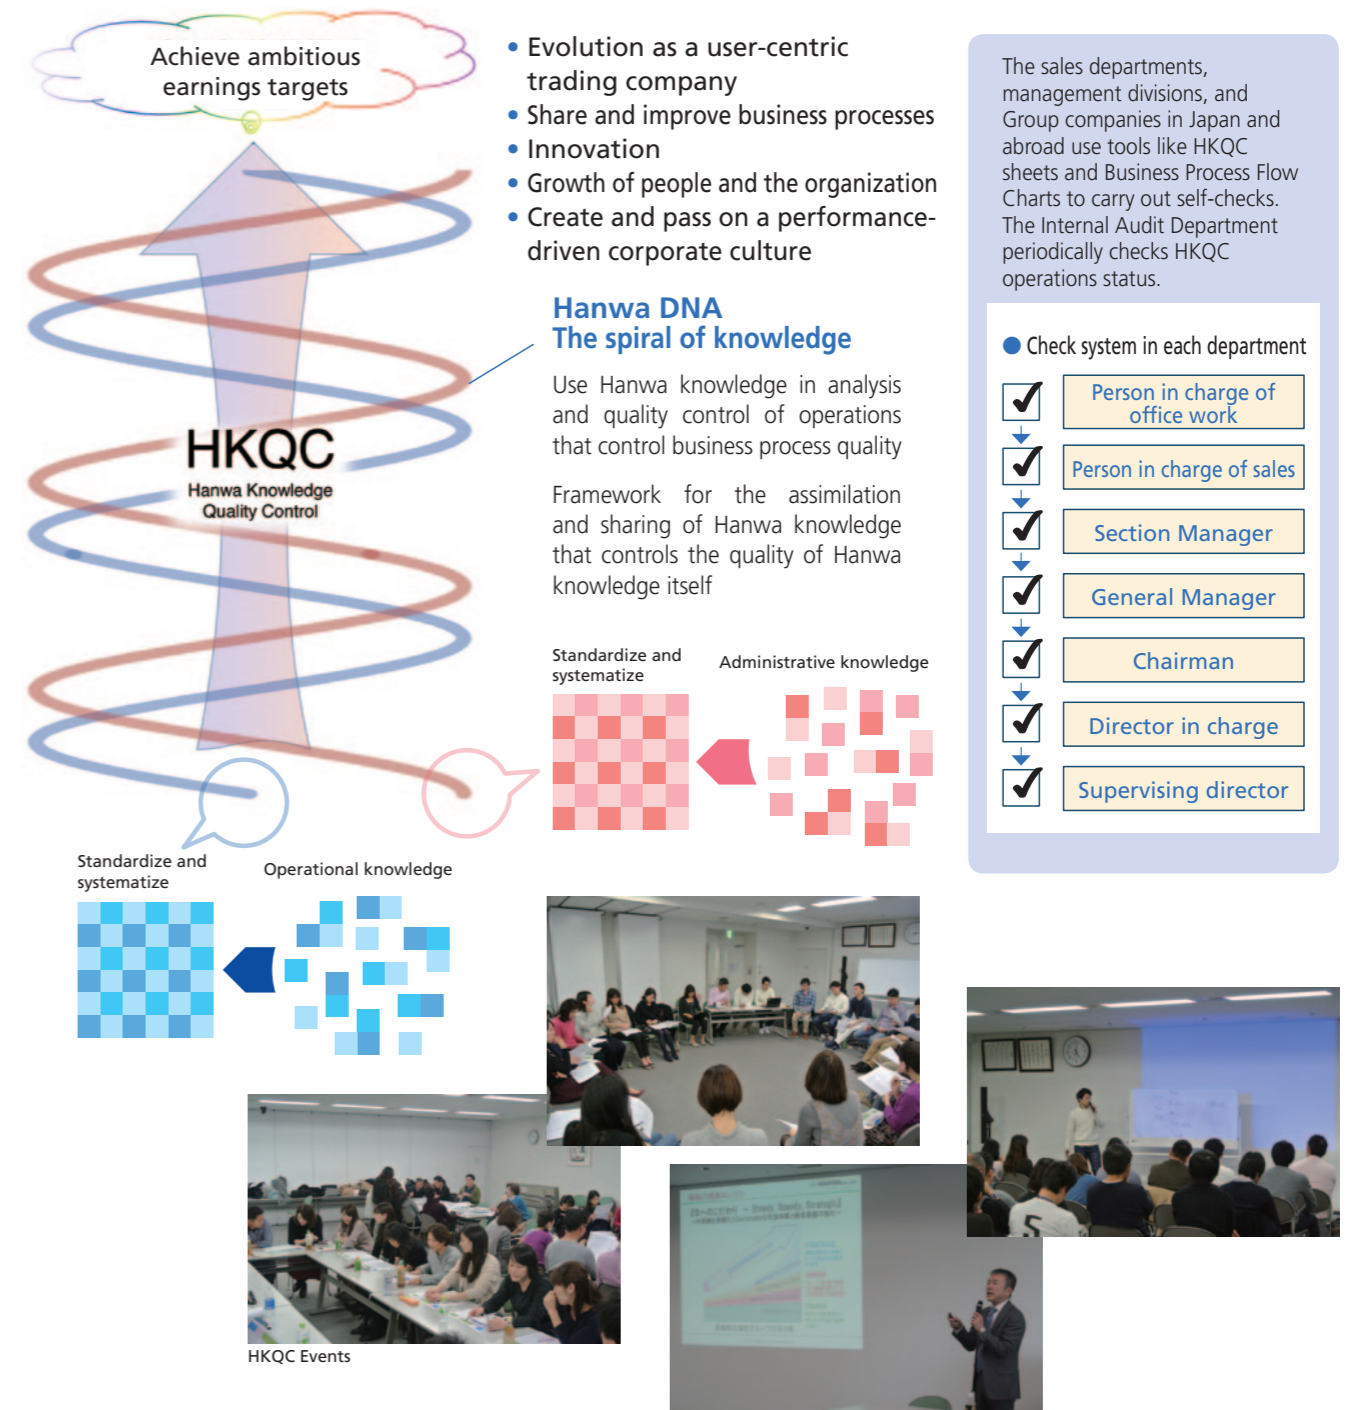 Achieve ambitious
earnings targets
• Evolution as a user-centric
trading company
• Share and improve business processes
• Innovation
• Growth of people and the organization
• Create and pass on a performance-
driven corporate culture
Hanwa DNA
The spiral of knowledge
Use Hanwa knowledge in analysis
and quality control of operations
that control business process quality
Framework for the assimilation
and sharing of Hanwa knowledge
that controls the quality of Hanwa
knowledge itself
HKQC
Hanwa Knowledge
Quality Control
Standardize and
systematize
Administrative knowledge
Standardize and
systematize
Operational knowledge
The sales departments,
management divisions, and
Group companies in Japan and
abroad use tools like HKQC
sheets and Business Process Flow
Charts to carry out self-checks.
The Internal Audit Department
periodically checks HKQC
operations status.
● Check system in each department
Person in charge of
office work
Person in charge of sales
Section Manager
General Manager
Chairman
Director in charge
Supervising director
5
Steady, Speedy, Strategic
HKQC Events